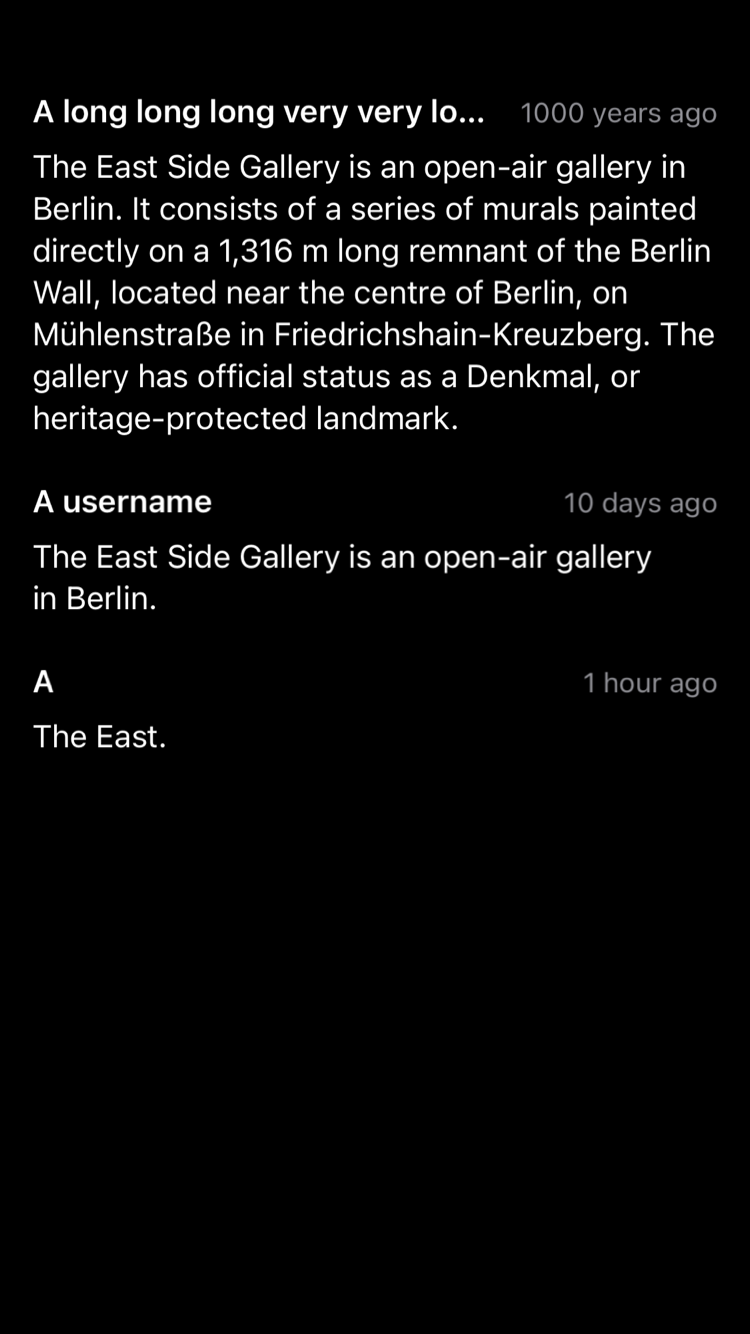 A long long long very very lo... 1000 years ago
The East Side Gallery is an open-air gallery in
Berlin. It consists of a series of murals painted
directly on a 1,316 m long remnant of the Berlin
Wall, located near the centre of Berlin, on
Mühlenstraße in Friedrichshain-Kreuzberg. The
gallery has official status as a Denkmal, or
heritage-protected landmark.
A username 10 days ago
The East Side Gallery is an open-air gallery
in Berlin.
A 1 hour ago
The East.